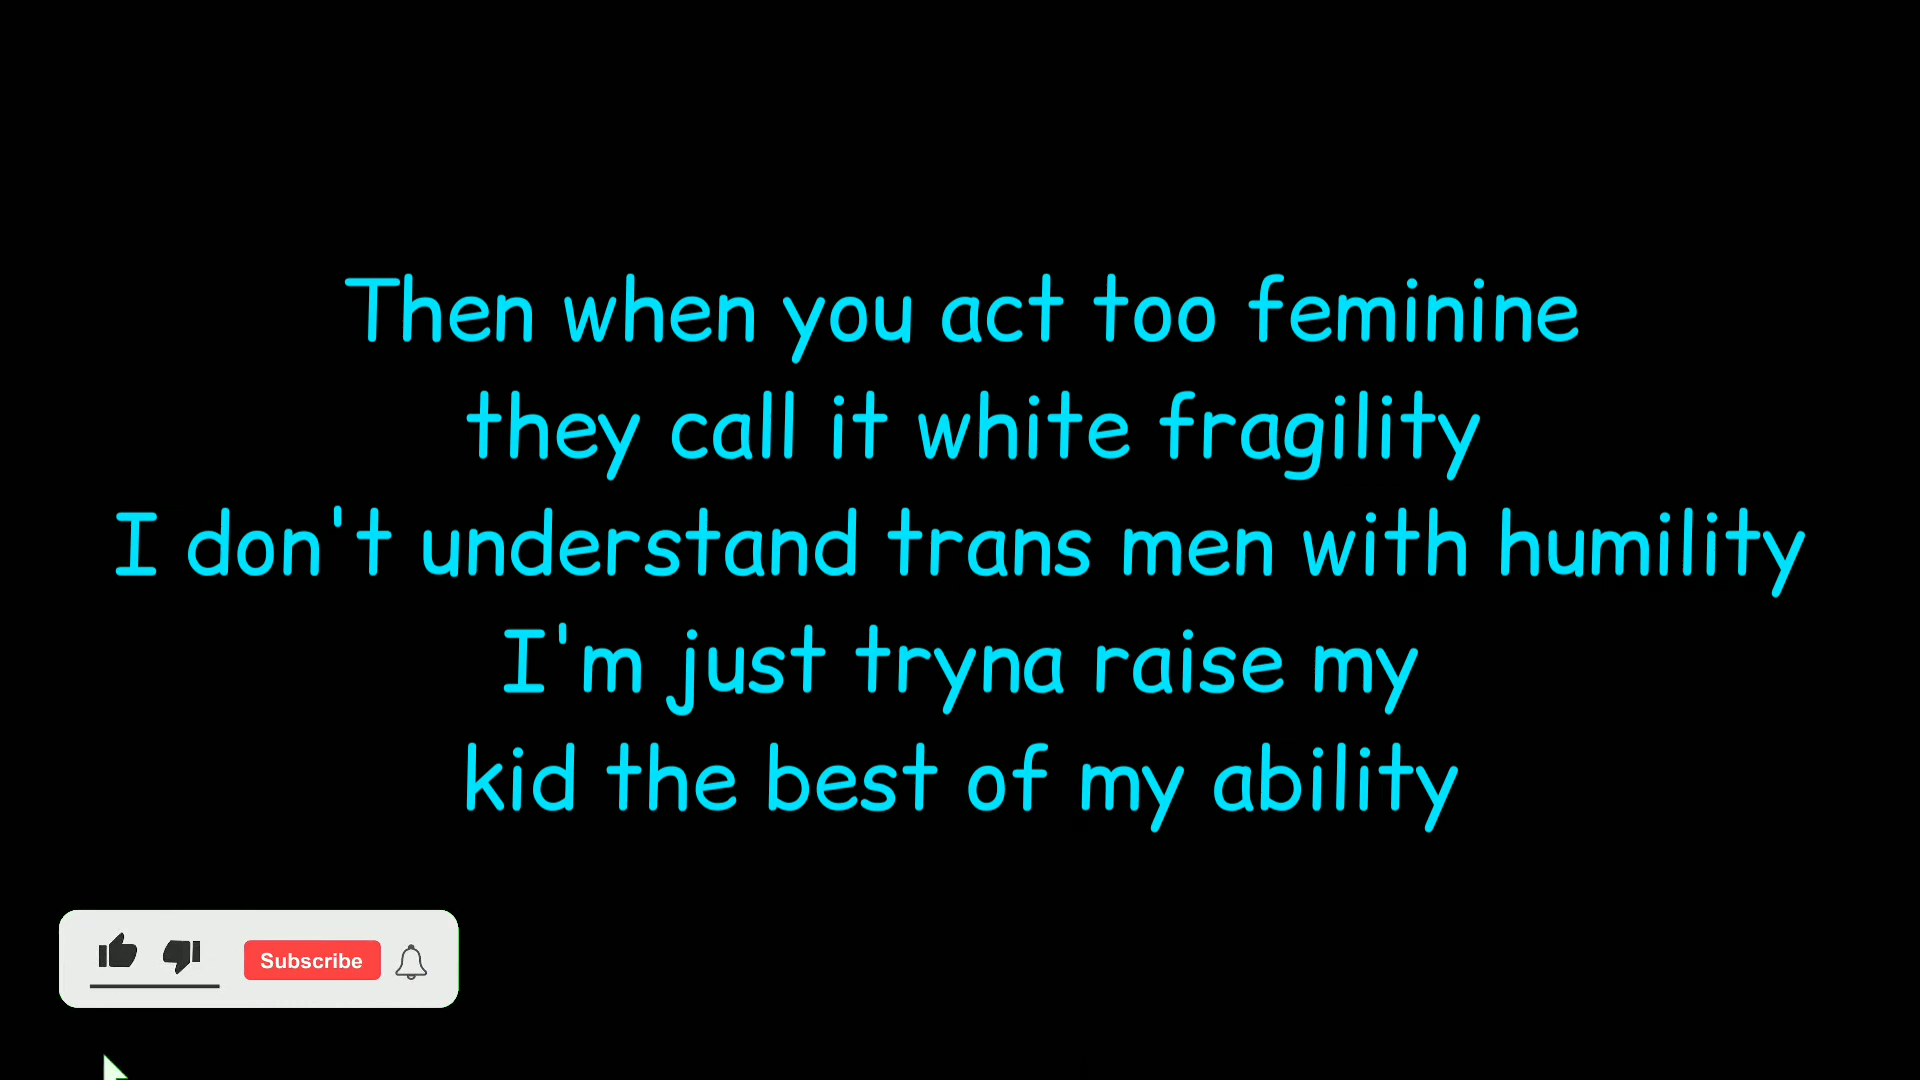 Then when you act too feminine
they call it white fragility
I don't understand trans men with humility
I'm just tryna raise my
kid the best of my ability
Subscribe